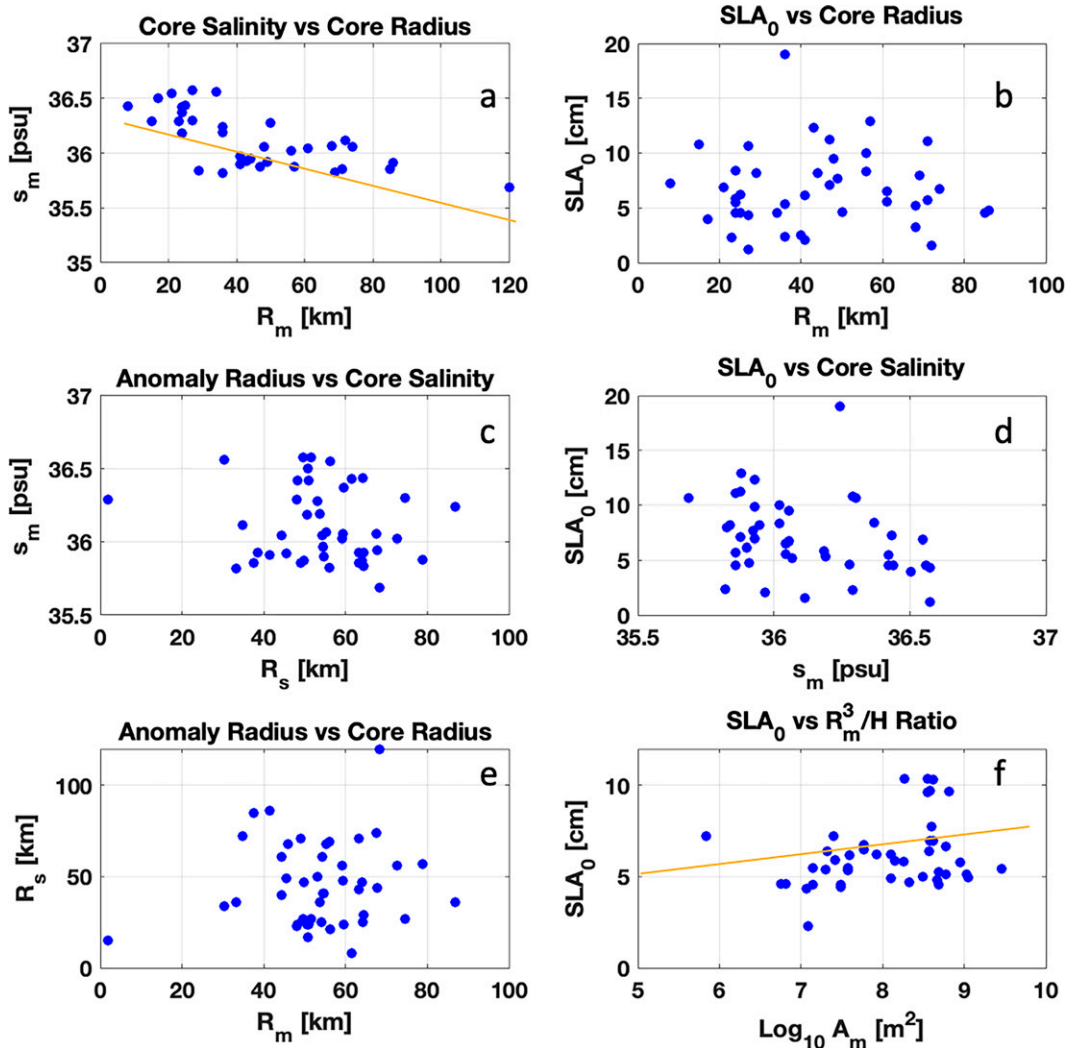 Core Salinity vs Core Radius
a
37
36.5
36
35.5
35
s_m [psu]
0 20 40 60 80 100 120
R_m [km]
SLA_0 vs Core Radius
b
20
15
10
5
0
SLA_0 [cm]
0 20 40 60 80 100
R_m [km]
Anomaly Radius vs Core Salinity
c
37
36.5
36
35.5
s_m [psu]
0 20 40 60 80 100
R_s [km]
SLA_0 vs Core Salinity
d
20
15
10
5
0
SLA_0 [cm]
35.5 36 36.5 37
s_m [psu]
Anomaly Radius vs Core Radius
e
100
50
0
R_s [km]
0 20 40 60 80 100
R_m [km]
SLA_0 vs R_m^3/H Ratio
f
10
5
0
SLA_0 [cm]
5 6 7 8 9 10
Log_10 A_m [m^2]